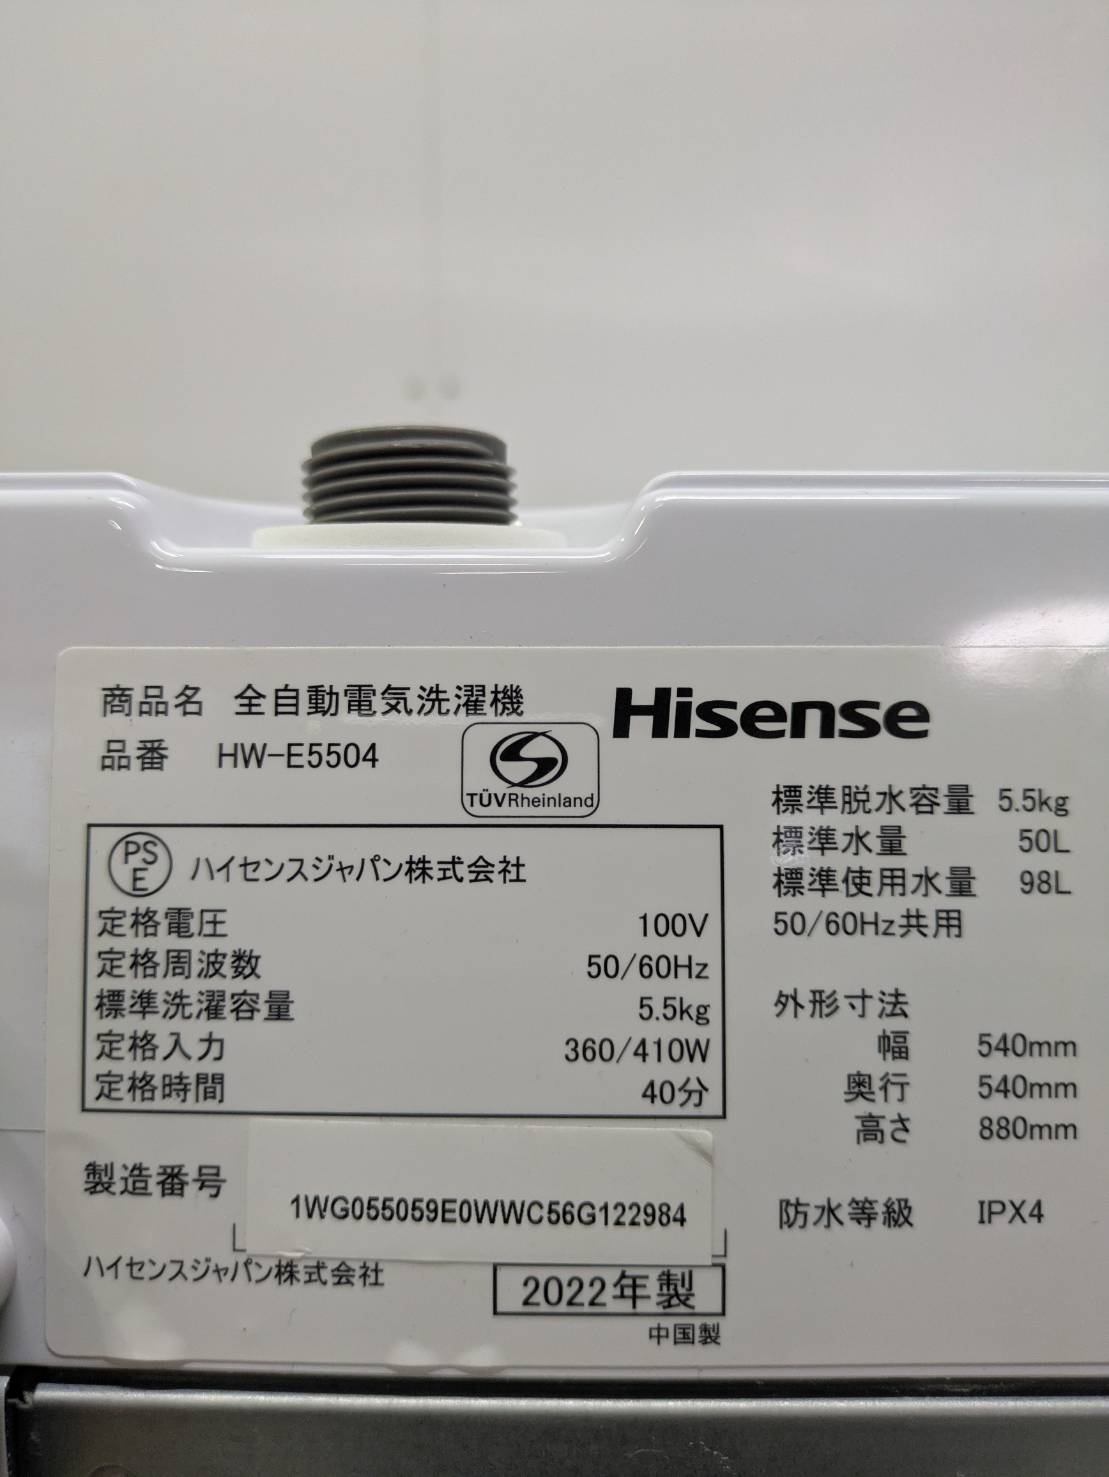 商品名 全自動電気洗濯機
Hisense
品番 HW-E5504
TÜVRheinland
PS
E
ハイセンスジャパン株式会社
定格電圧 100V
定格周波数 50/60Hz
標準洗濯容量 5.5kg
定格入力 360/410W
定格時間 40分
標準脱水容量 5.5kg
標準水量 50L
標準使用水量 98L
50/60Hz共用
外形寸法
幅 540mm
奥行 540mm
高さ 880mm
防水等級 IPX4
製造番号 1WG055059E0WWC56G122984
ハイセンスジャパン株式会社
2022年製
中国製